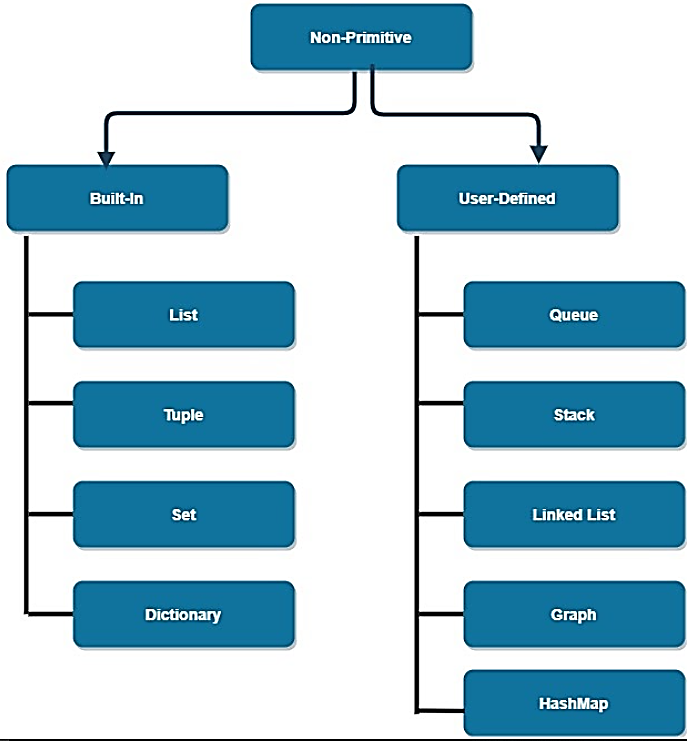 Non-Primitive
Built-In
User-Defined
List
Queue
Tuple
Stack
Set
Linked List
Dictionary
Graph
HashMap